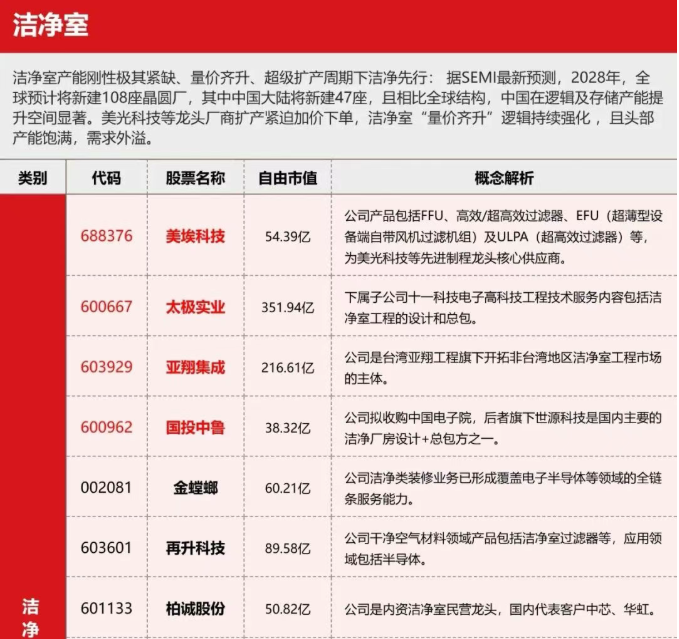 洁净室
洁净室产能刚性极其紧缺、量价齐升、超级扩产周期下洁净先行： 据SEMI最新预测，2028年，全
球预计将新建108座晶圆厂，其中中国大陆将新建47座，且相比全球结构，中国在逻辑及存储产能提
升空间显著。美光科技等龙头厂商扩产紧迫加价下单，洁净室“量价齐升”逻辑持续强化 ，且头部
产能饱满，需求外溢。
类别 代码 股票名称 自由市值 概念解析
688376 美埃科技 54.39亿 公司产品包括FFU、高效/超高效过滤器、EFU（超薄型设
备端自带风机过滤机组）及ULPA（超高效过滤器）等，
为美光科技等先进制程龙头核心供应商。
600667 太极实业 351.94亿 下属子公司十一科技电子高科技工程技术服务内容包括洁
净室工程的设计和总包。
603929 亚翔集成 216.61亿 公司是台湾亚翔工程旗下开拓非台湾地区洁净室工程市场
的主体。
600962 国投中鲁 38.32亿 公司拟收购中国电子院，后者旗下世源科技是国内主要的
洁净厂房设计+总包方之一。
002081 金螳螂 60.21亿 公司洁净类装修业务已形成覆盖电子半导体等领域的全链
条服务能力。
603601 再升科技 89.58亿 公司干净空气材料领域产品包括洁净室过滤器等，应用领
域包括半导体。
601133 柏诚股份 50.82亿 公司是内资洁净室民营龙头，国内代表客户中芯、华虹。
洁
净